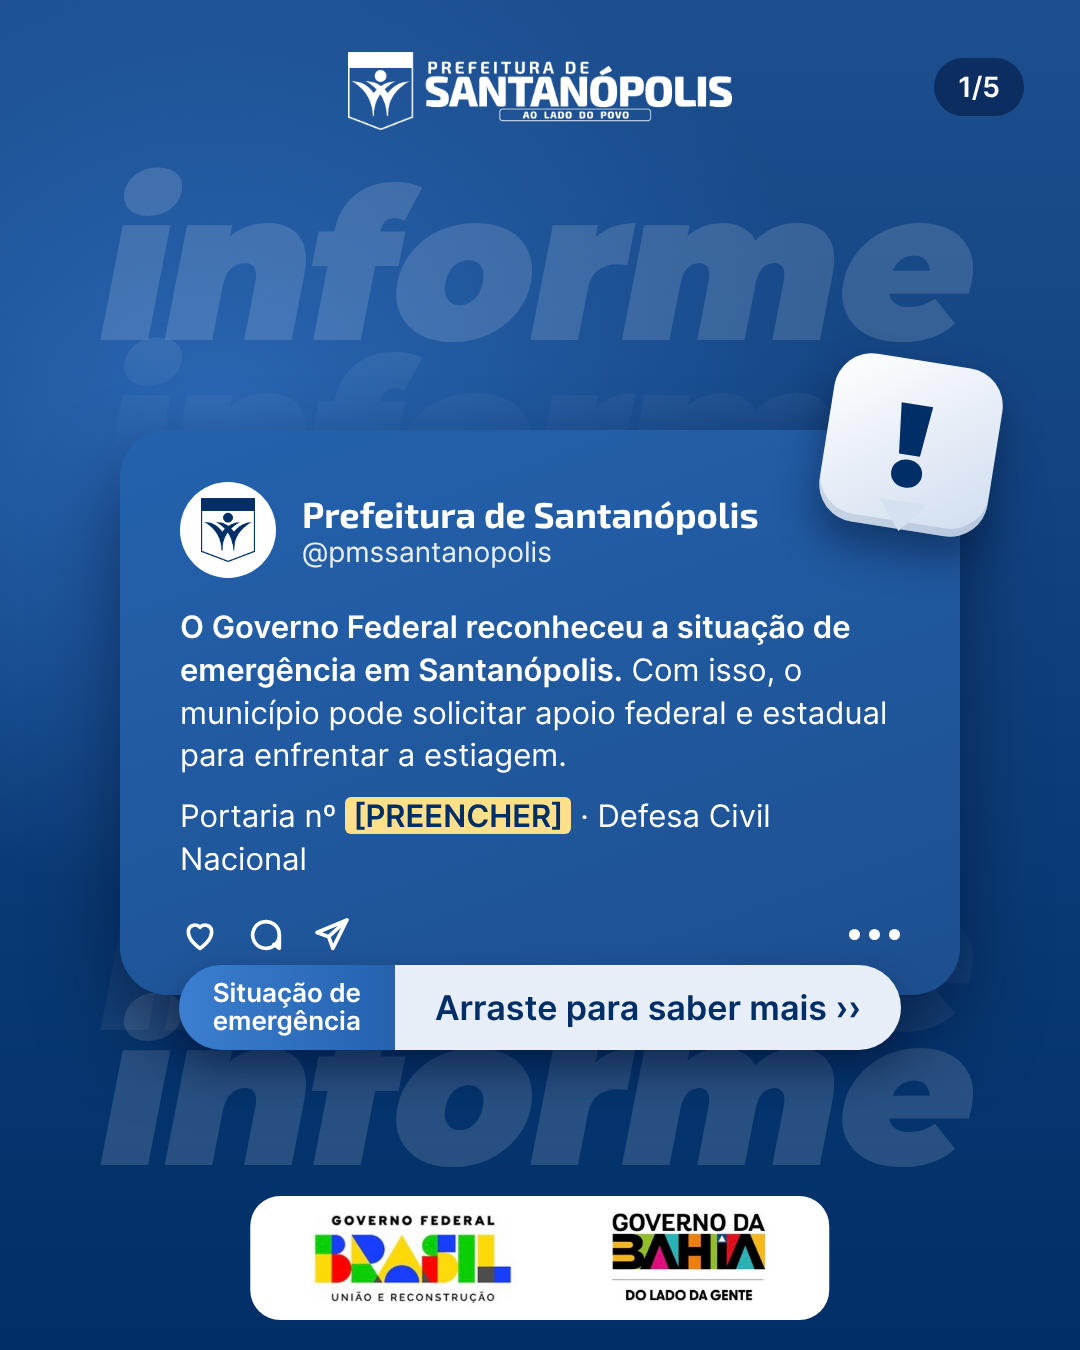 PREFEITURA DE
SANTANÓPOLIS
AO LADO DO POVO
1/5
informe
informe
!
Prefeitura de Santanópolis
@pmssantanopolis
O Governo Federal reconheceu a situação de
emergência em Santanópolis. Com isso, o
município pode solicitar apoio federal e estadual
para enfrentar a estiagem.
Portaria nº [PREENCHER] · Defesa Civil
Nacional
Situação de
emergência
Arraste para saber mais ››
informe
GOVERNO FEDERAL
BRASIL
UNIÃO E RECONSTRUÇÃO
GOVERNO DA
BAHIA
DO LADO DA GENTE